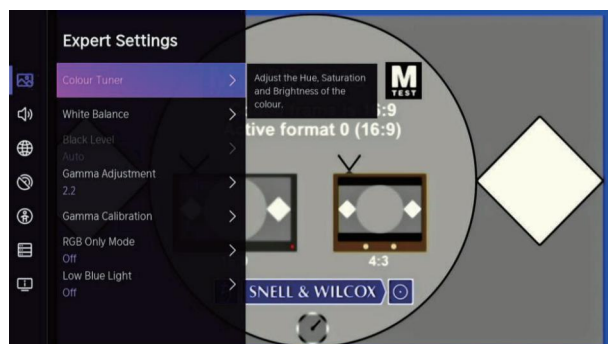 Expert Settings
Colour Tuner
Adjust the Hue, Saturation
and Brightness of the
colour.
M
TEST
White Balance
Black Level
Auto
Gamma Adjustment
2.2
Gamma Calibration
RGB Only Mode
Off
Low Blue Light
Off
:9
tive format 0 (16:9)
4:3
SNELL & WILCOX